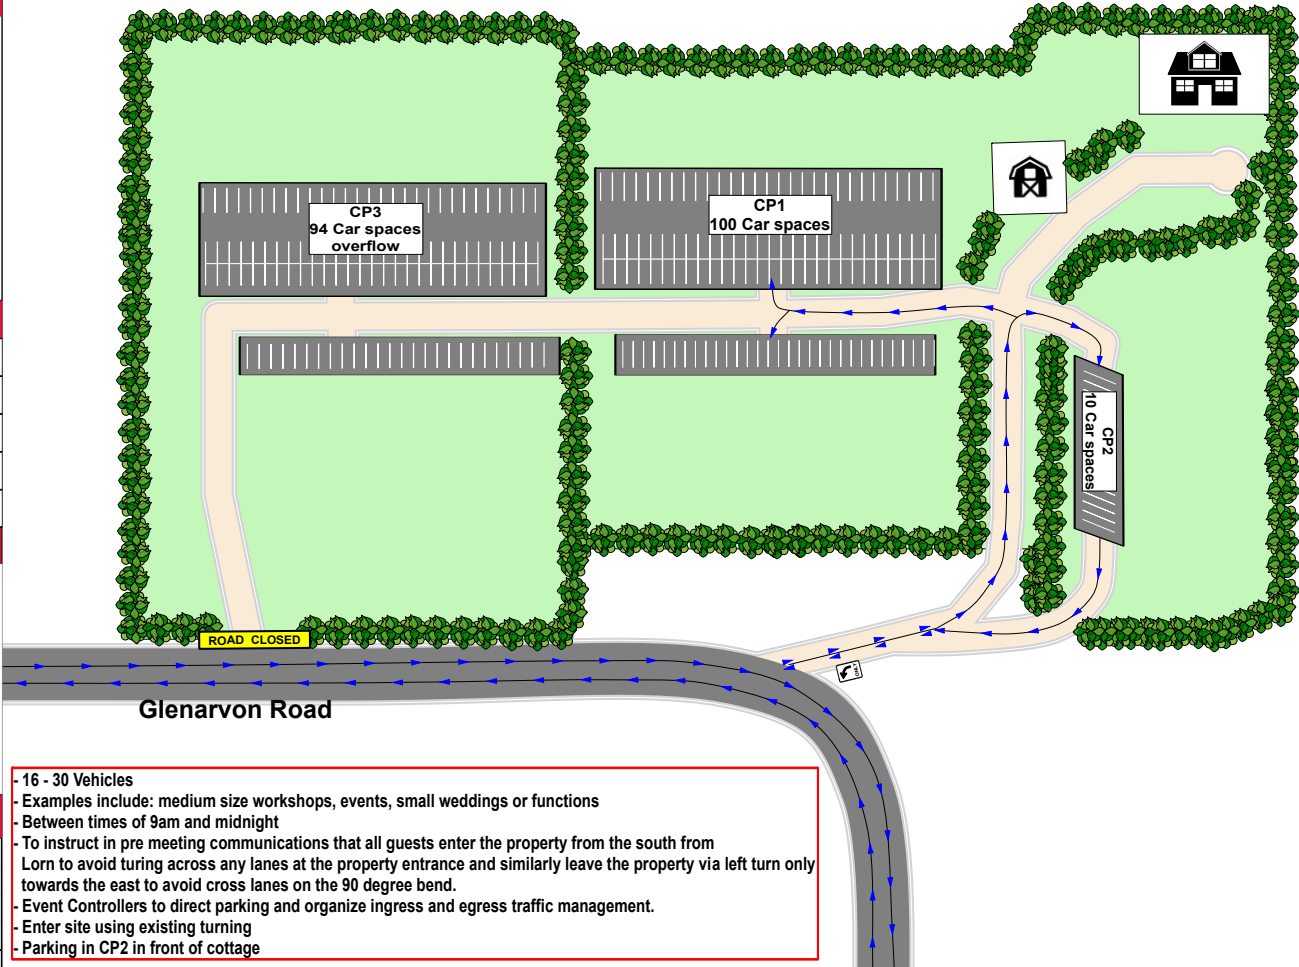 CP3
94 Car spaces
overflow
CP1
100 Car spaces
CP2
10 Car spaces
ROAD CLOSED
ONLY
Glenarvon Road
- 16 - 30 Vehicles
- Examples include: medium size workshops, events, small weddings or functions
- Between times of 9am and midnight
- To instruct in pre meeting communications that all guests enter the property from the south from
Lorn to avoid turing across any lanes at the property entrance and similarly leave the property via left turn only
towards the east to avoid cross lanes on the 90 degree bend.
- Event Controllers to direct parking and organize ingress and egress traffic management.
- Enter site using existing turning
- Parking in CP2 in front of cottage